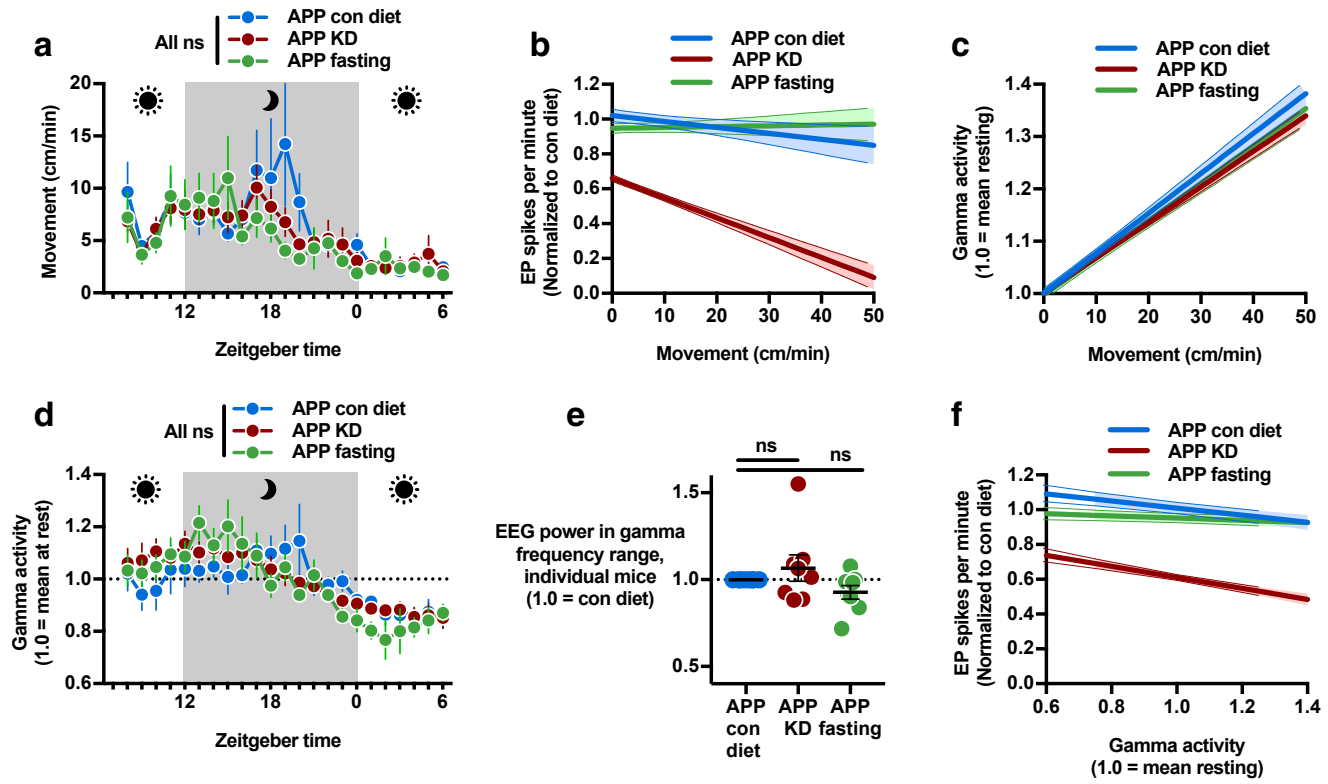 a
All ns
APP con diet
APP KD
APP fasting
Movement (cm/min)
20
15
10
5
0
12
18
0
6
Zeitgeber time
b
APP con diet
APP KD
APP fasting
EP spikes per minute
(Normalized to con diet)
1.2
1.0
0.8
0.6
0.4
0.2
0.0
0
10
20
30
40
50
Movement (cm/min)
c
APP con diet
APP KD
APP fasting
Gamma activity
(1.0 = mean resting)
1.4
1.3
1.2
1.1
1.0
0
10
20
30
40
50
Movement (cm/min)
d
All ns
APP con diet
APP KD
APP fasting
Gamma activity
(1.0 = mean at rest)
1.4
1.2
1.0
0.8
0.6
12
18
0
6
Zeitgeber time
e
ns
ns
EEG power in gamma
frequency range,
individual mice
(1.0 = con diet)
1.5
1.0
0.5
APP
con
diet
APP
KD
APP
fasting
f
APP con diet
APP KD
APP fasting
EP spikes per minute
(Normalized to con diet)
1.2
1.0
0.8
0.6
0.4
0.2
0.0
0.6
0.8
1.0
1.2
1.4
Gamma activity
(1.0 = mean resting)